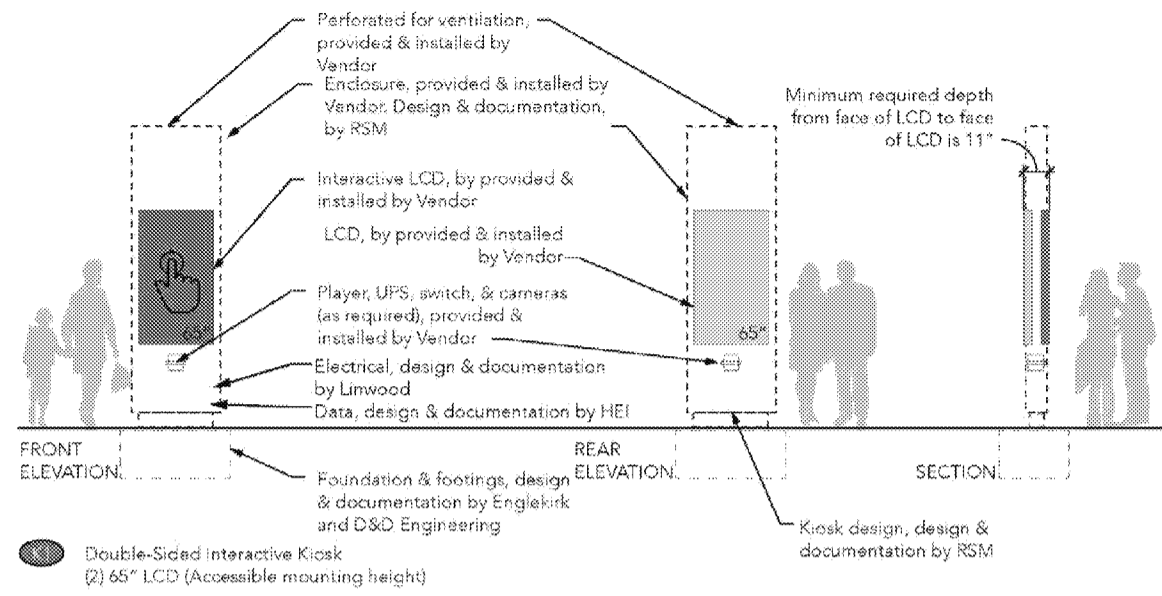 Perforated for ventilation,
provided & installed by
Vendor
Enclosure, provided & installed by
Vendor. Design & documentation,
by RSM
Minimum required depth
from face of LCD to face
of LCD is 11"
Interactive LCD, by provided &
installed by Vendor
LCD, by provided & installed
by Vendor
Player, UPS, switch, & cameras
(as required), provided &
installed by Vendor
65"
65"
Electrical, design & documentation
by Linwood
Data, design & documentation by HEI
FRONT
ELEVATION
REAR
ELEVATION
SECTION
Foundation & footings, design
& documentation by Englekirk
and D&D Engineering
Kiosk design, design &
documentation by RSM
Double-Sided Interactive Kiosk
(2) 65" LCD (Accessible mounting height)